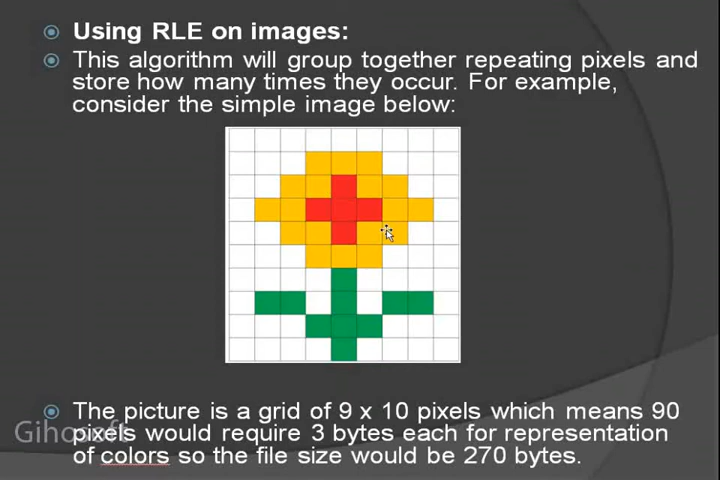 Using RLE on images:
This algorithm will group together repeating pixels and
store how many times they occur. For example,
consider the simple image below:
The picture is a grid of 9 x 10 pixels which means 90
pixels would require 3 bytes each for representation
of colors so the file size would be 270 bytes.
Gihosoft